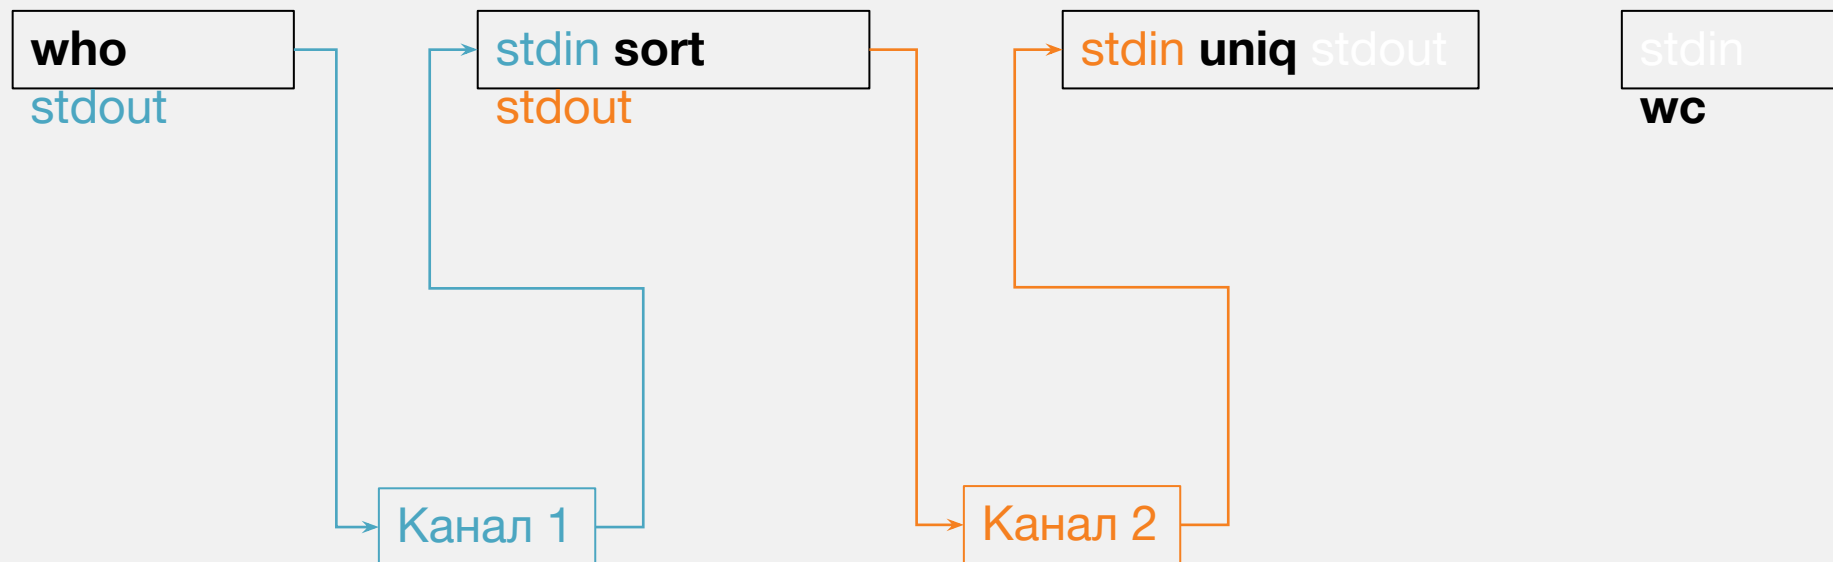 who
stdout
stdin sort
stdout
stdin uniq stdout
stdin
wc
Канал 1
Канал 2